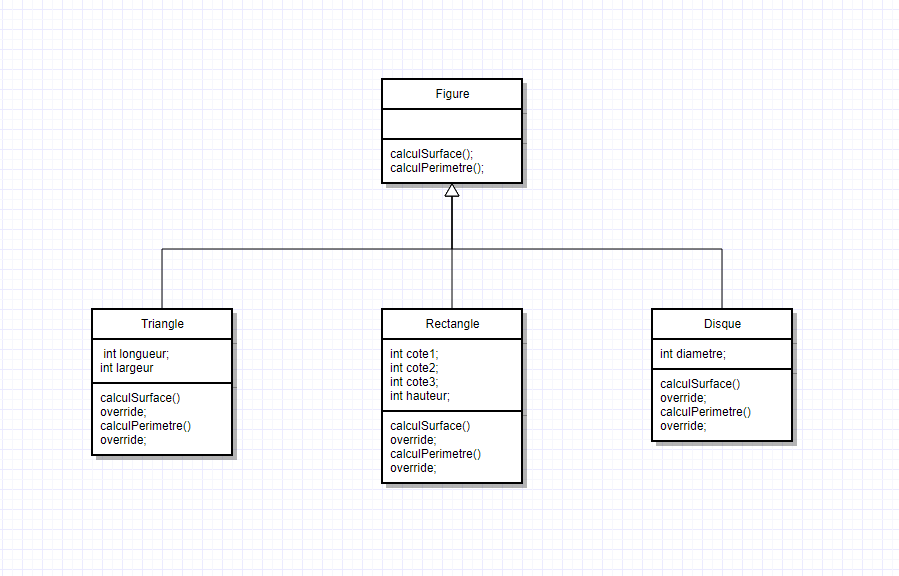 Figure
calculSurface();
calculPerimetre();
Triangle
int longueur;
int largeur
calculSurface()
override;
calculPerimetre()
override;
Rectangle
int cote1;
int cote2;
int cote3;
int hauteur;
calculSurface()
override;
calculPerimetre()
override;
Disque
int diametre;
calculSurface()
override;
calculPerimetre()
override;